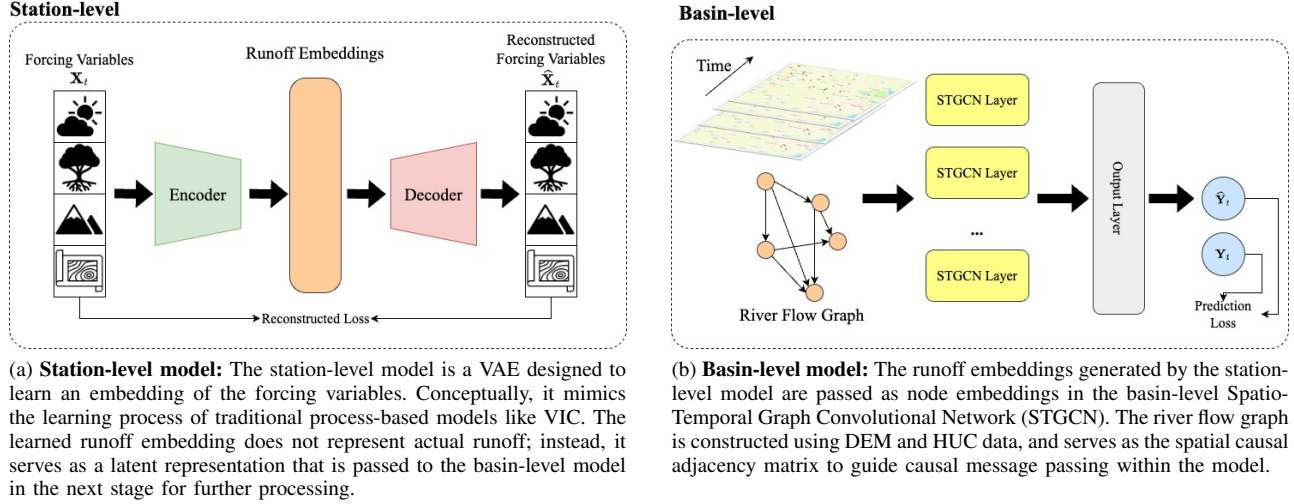 Station-level
Forcing Variables
X_t
Runoff Embeddings
Reconstructed
Forcing Variables
X̂_t
Encoder
Decoder
Reconstructed Loss
(a) Station-level model: The station-level model is a VAE designed to
learn an embedding of the forcing variables. Conceptually, it mimics
the learning process of traditional process-based models like VIC. The
learned runoff embedding does not represent actual runoff; instead, it
serves as a latent representation that is passed to the basin-level model
in the next stage for further processing.
Basin-level
Time
River Flow Graph
STGCN Layer
STGCN Layer
...
STGCN Layer
Output Layer
Ŷ_t
Y_t
Prediction
Loss
(b) Basin-level model: The runoff embeddings generated by the station-
level model are passed as node embeddings in the basin-level Spatio-
Temporal Graph Convolutional Network (STGCN). The river flow graph
is constructed using DEM and HUC data, and serves as the spatial causal
adjacency matrix to guide causal message passing within the model.